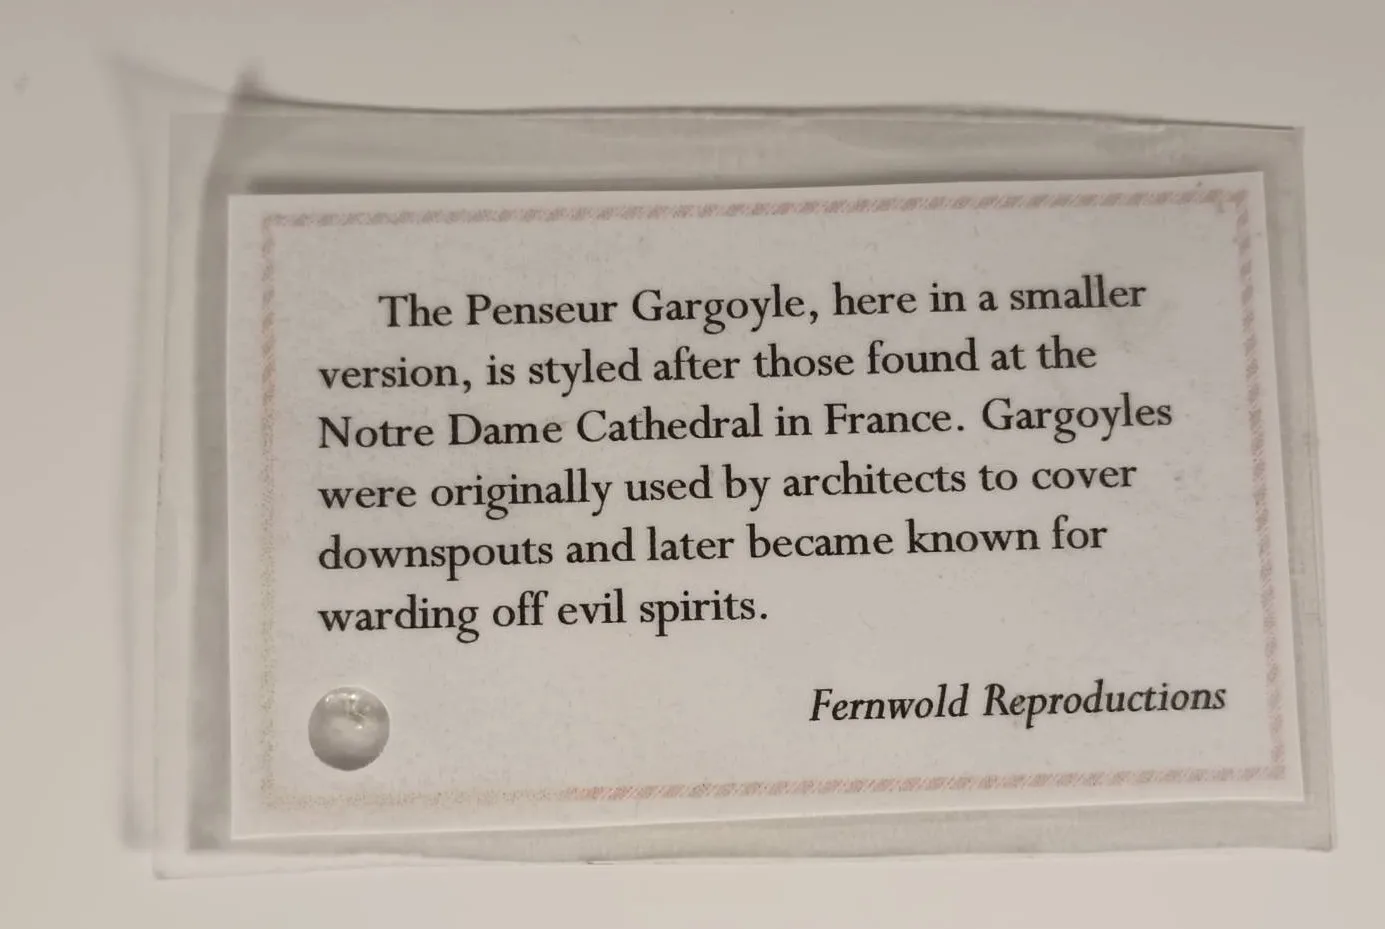 The Penseur Gargoyle, here in a smaller
version, is styled after those found at the
Notre Dame Cathedral in France. Gargoyles
were originally used by architects to cover
downspouts and later became known for
warding off evil spirits.
Fernwold Reproductions